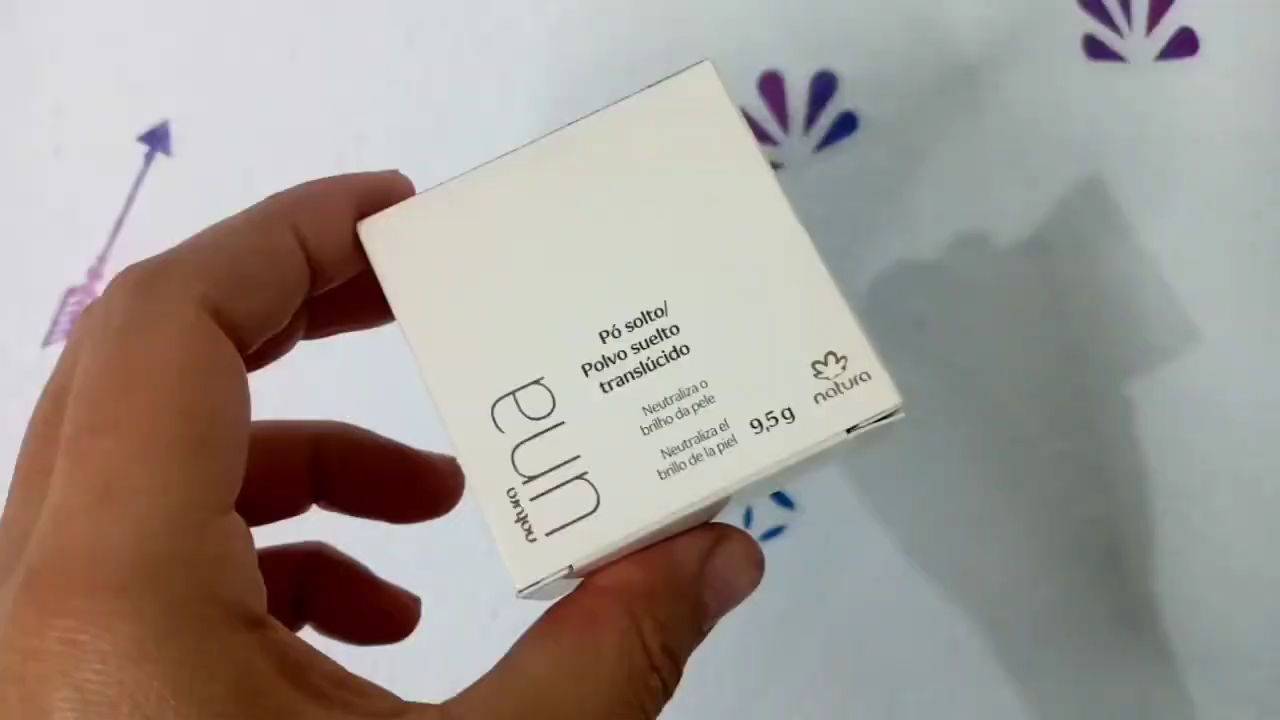 natura
una
Pó solto/
Polvo suelto
translúcido
Neutraliza o
brilho da pele
Neutraliza el
brillo de la piel
9,5 g
natura